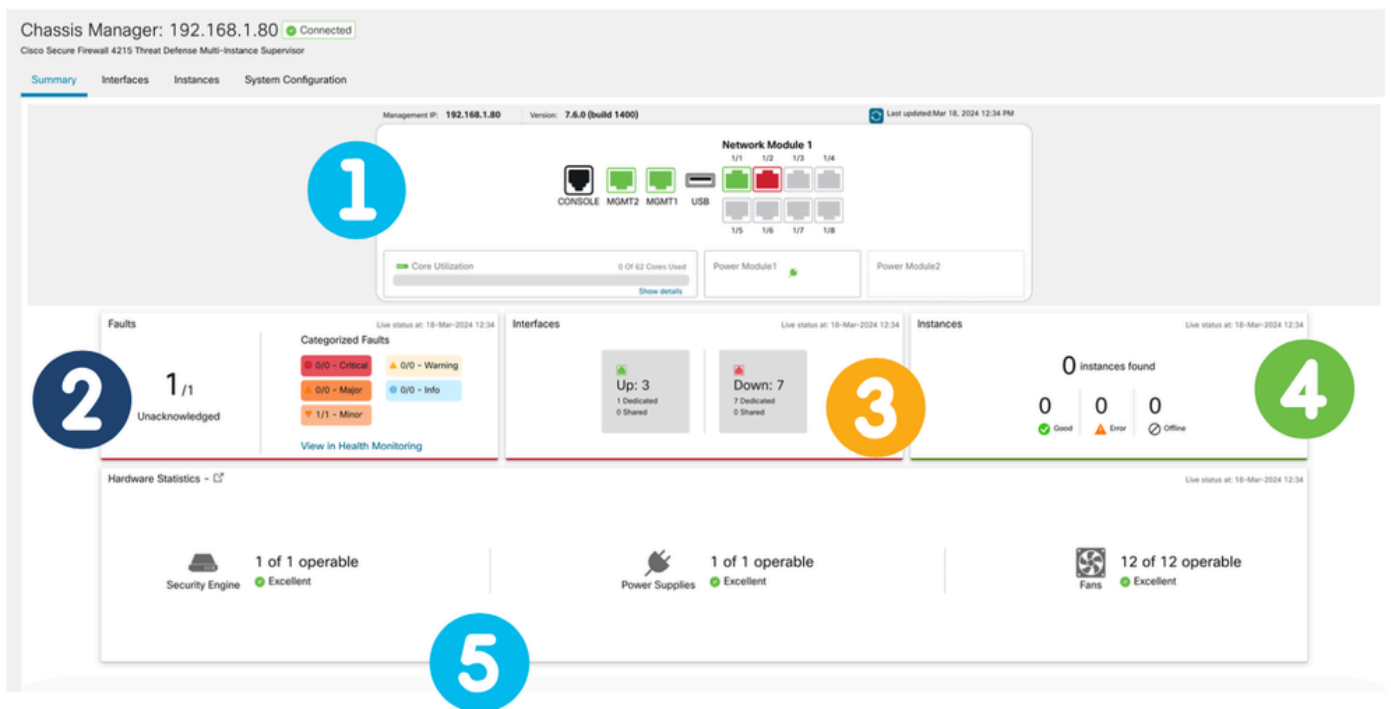 Chassis Manager: 192.168.1.80 Connected
Cisco Secure Firewall 4215 Threat Defense Multi-Instance Supervisor
Summary Interfaces Instances System Configuration
Management IP: 192.168.1.80 Version: 7.6.0 (build 1400) Last updated:Mar 18, 2024 12:34 PM
1
Network Module 1
1/1 1/2 1/3 1/4
CONSOLE MGMT2 MGMT1 USB
1/5 1/6 1/7 1/8
Core Utilization 0 Of 62 Cores Used
Show details
Power Module1
Power Module2
2
Faults Live status at: 18-Mar-2024 12:34
1/1
Unacknowledged
Categorized Faults
0/0 - Critical 0/0 - Warning
0/0 - Major 0/0 - Info
1/1 - Minor
View in Health Monitoring
Interfaces Live status at: 18-Mar-2024 12:34
Up: 3
1 Dedicated
0 Shared
Down: 7
7 Dedicated
0 Shared
3
Instances Live status at: 18-Mar-2024 12:34
0 instances found
0 0 0
Good Error Offline
4
Hardware Statistics - Live status at: 18-Mar-2024 12:34
Security Engine
1 of 1 operable
Excellent
Power Supplies
1 of 1 operable
Excellent
Fans
12 of 12 operable
Excellent
5